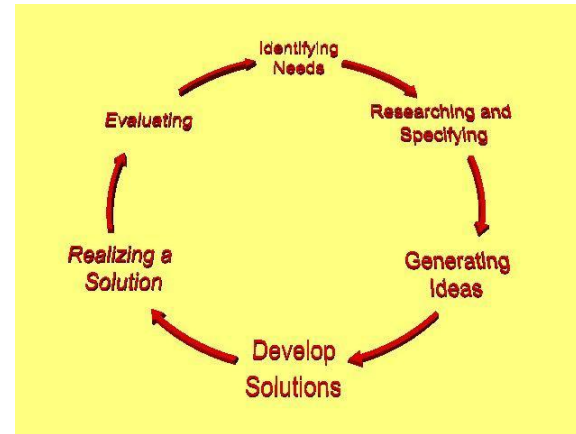 Identifying
Needs
Researching and
Specifying
Generating
Ideas
Develop
Solutions
Realizing a
Solution
Evaluating